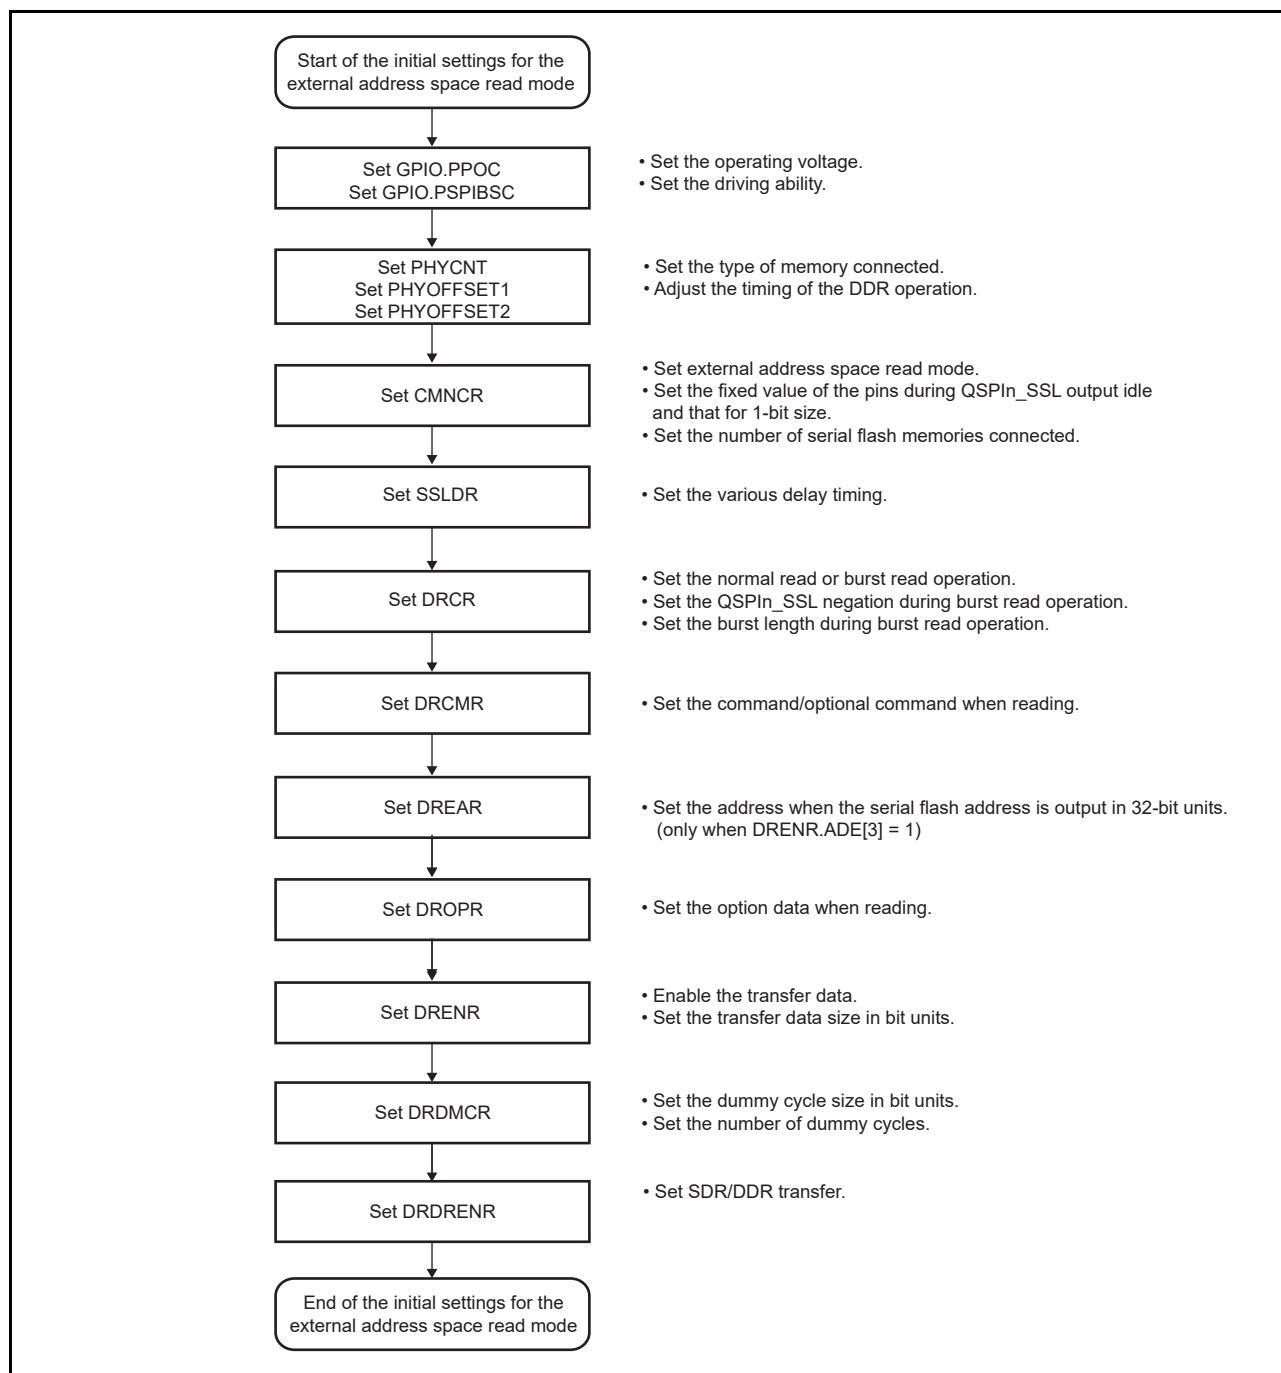 Start of the initial settings for the
external address space read mode
Set GPIO.PPOC
Set GPIO.PSPIBSC
• Set the operating voltage.
• Set the driving ability.
Set PHYCNT
Set PHYOFFSET1
Set PHYOFFSET2
• Set the type of memory connected.
• Adjust the timing of the DDR operation.
Set CMNCR
• Set external address space read mode.
• Set the fixed value of the pins during QSPIn_SSL output idle
and that for 1-bit size.
• Set the number of serial flash memories connected.
Set SSLDR
• Set the various delay timing.
Set DRCR
• Set the normal read or burst read operation.
• Set the QSPIn_SSL negation during burst read operation.
• Set the burst length during burst read operation.
Set DRCMR
• Set the command/optional command when reading.
Set DREAR
• Set the address when the serial flash address is output in 32-bit units.
(only when DRENR.ADE[3] = 1)
Set DROPR
• Set the option data when reading.
Set DRENR
• Enable the transfer data.
• Set the transfer data size in bit units.
Set DRDMCR
• Set the dummy cycle size in bit units.
• Set the number of dummy cycles.
Set DRDRENR
• Set SDR/DDR transfer.
End of the initial settings for the
external address space read mode